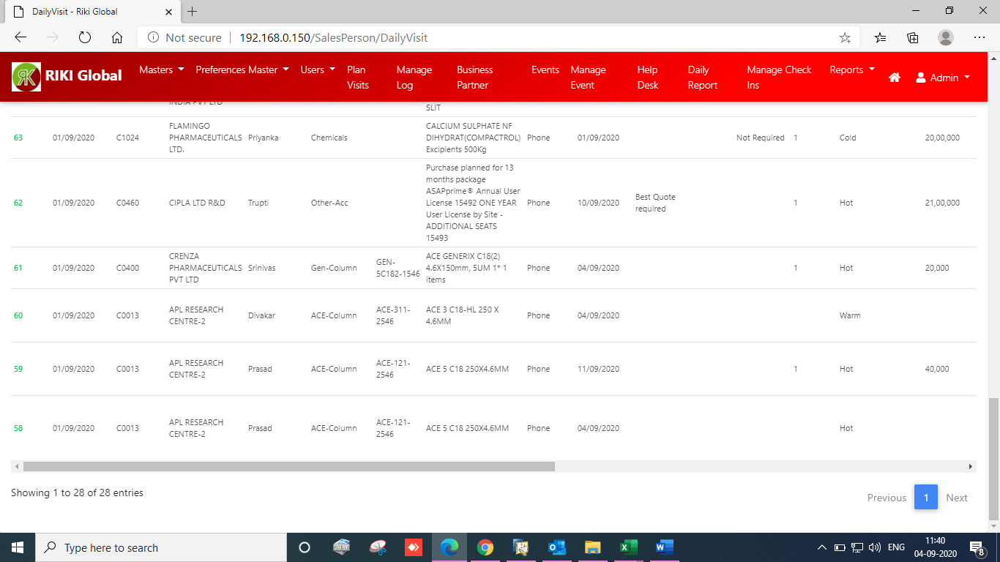 DailyVisit - Riki Global
Not secure | 192.168.0.150/SalesPerson/DailyVisit
RK RIKI Global
Masters
Preferences Master
Users
Plan
Visits
Manage
Log
Business
Partner
Events
Manage
Event
Help
Desk
Daily
Report
Manage Check
Ins
Reports
Admin
INDIA PVT LTD
SLIT
63 01/09/2020 C1024 FLAMINGO PHARMACEUTICALS LTD. Priyanka Chemicals CALCIUM SULPHATE NF DIHYDRAT(COMPACTROL) Excipients 500Kg Phone 01/09/2020 Not Required 1 Cold 20,00,000
62 01/09/2020 C0460 CIPLA LTD R&D Trupti Other-Acc Purchase planned for 13 months package ASAPprime® Annual User License 15492 ONE YEAR User License by Site - ADDITIONAL SEATS 15493 Phone 10/09/2020 Best Quote required 1 Hot 21,00,000
61 01/09/2020 C0400 CRENZA PHARMACEUTICALS PVT LTD Srinivas Gen-Column GEN-5C182-1546 ACE GENERIX C18(2) 4.6X150mm, 5UM 1* 1 items Phone 04/09/2020 1 Hot 20,000
60 01/09/2020 C0013 APL RESEARCH CENTRE-2 Divakar ACE-Column ACE-311-2546 ACE 3 C18-HL 250 X 4.6MM Phone 04/09/2020 Warm
59 01/09/2020 C0013 APL RESEARCH CENTRE-2 Prasad ACE-Column ACE-121-2546 ACE 5 C18 250X4.6MM Phone 11/09/2020 1 Hot 40,000
58 01/09/2020 C0013 APL RESEARCH CENTRE-2 Prasad ACE-Column ACE-121-2546 ACE 5 C18 250X4.6MM Phone 04/09/2020 Hot
Showing 1 to 28 of 28 entries
Previous 1 Next
Type here to search
ENG
11:40
04-09-2020
8